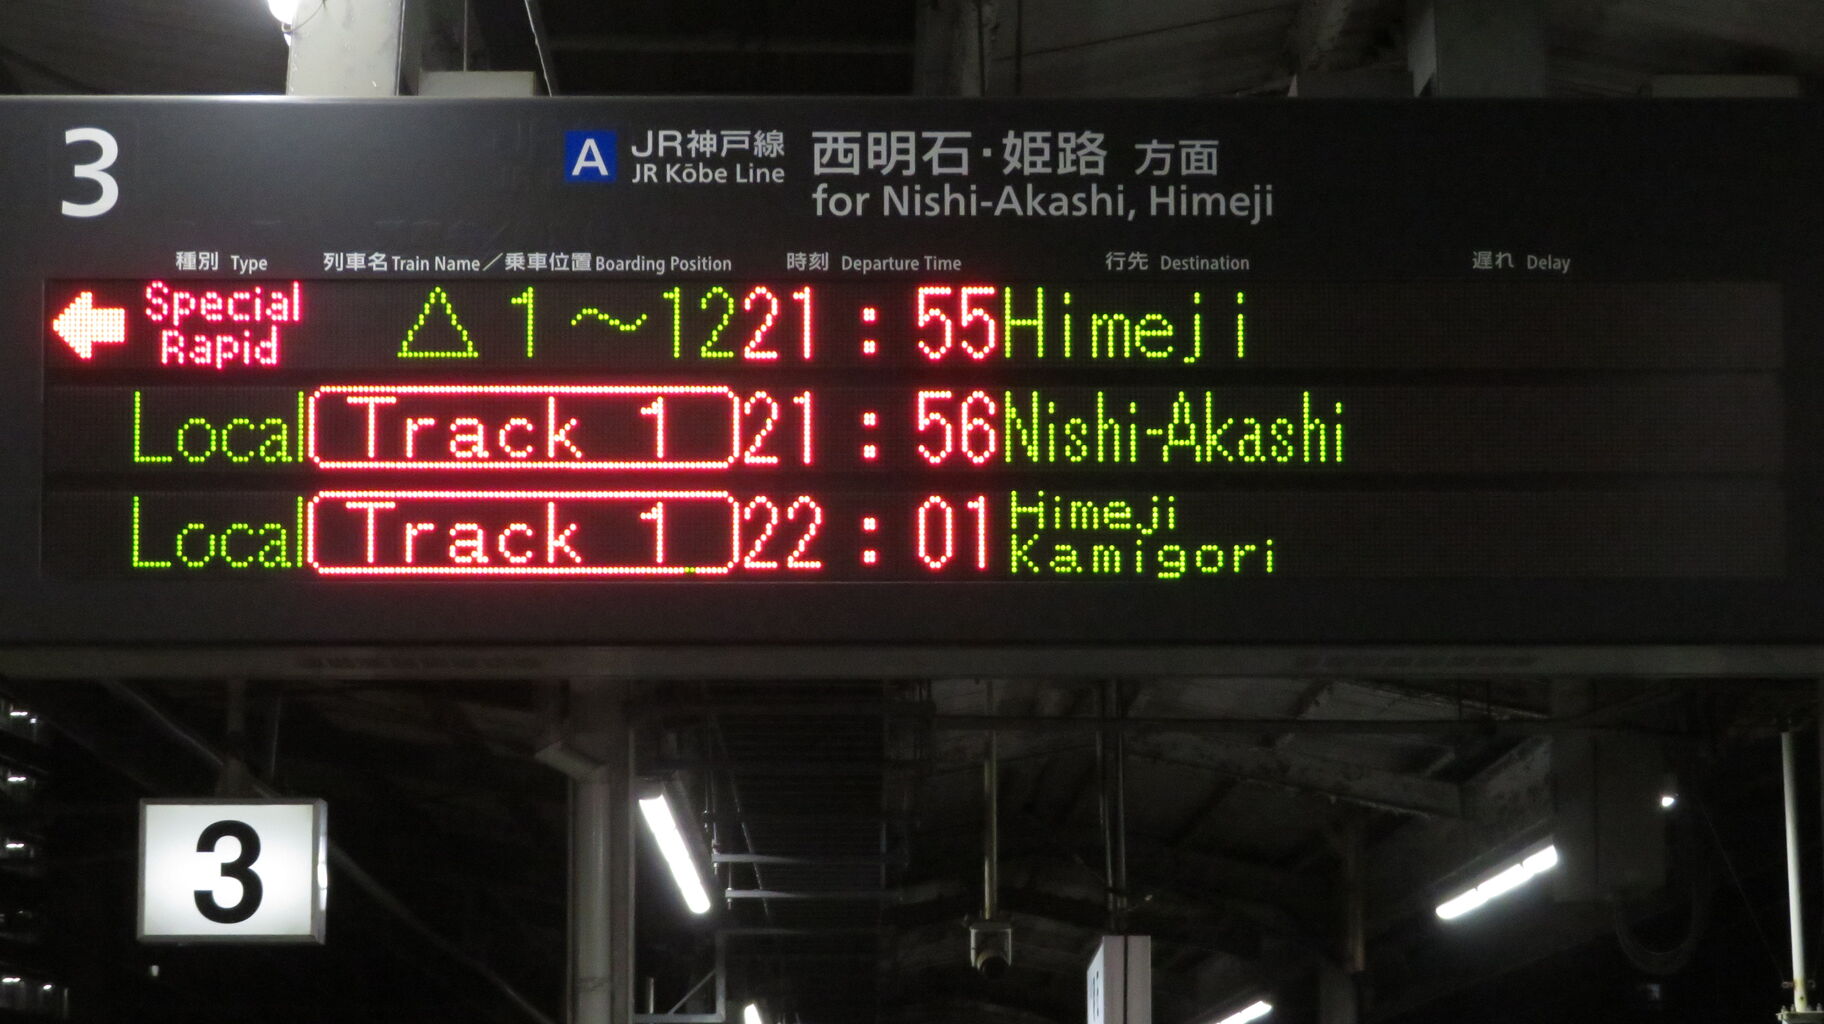 3
A JR神戸線 西明石・姫路 方面
JR Kōbe Line for Nishi-Akashi, Himeji
種別 Type 列車名 Train Name／乗車位置 Boarding Position 時刻 Departure Time 行先 Destination 遅れ Delay
← Special Rapid △ 1～12 21:55 Himeji
Local Track 1 21:56 Nishi-Akashi
Local Track 1 22:01 Himeji Kamigori
3